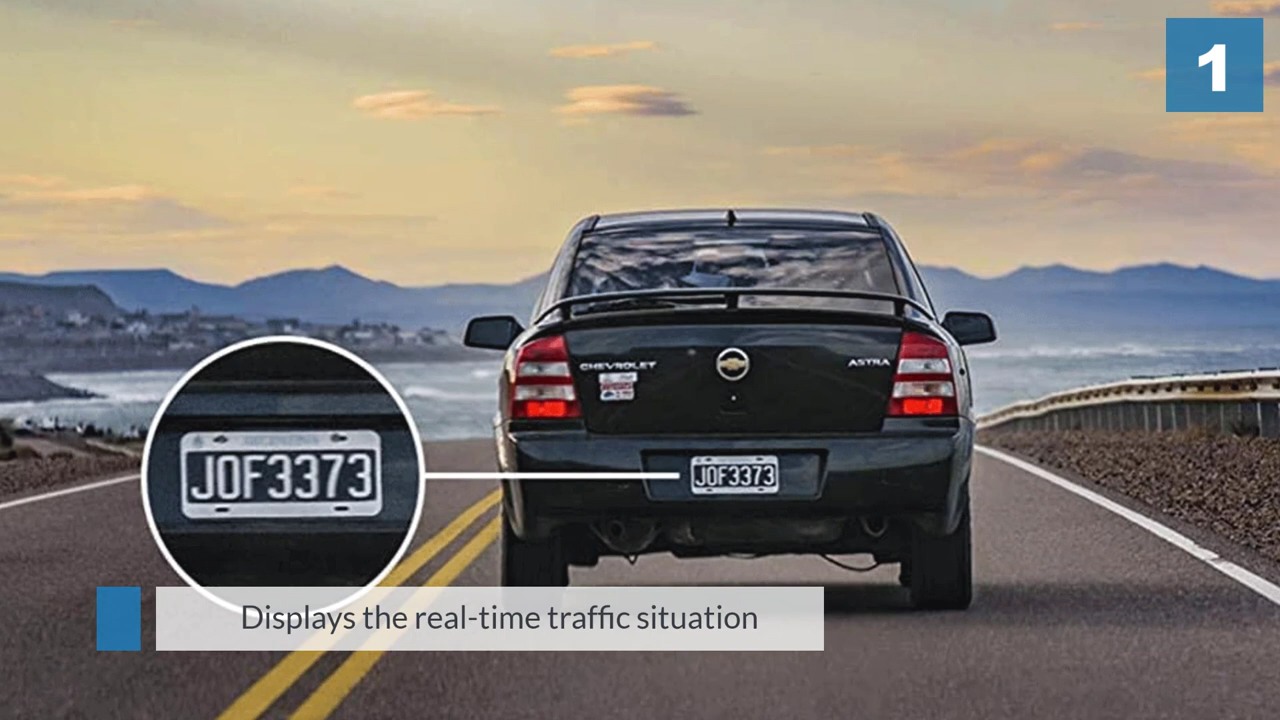 1
CHEVROLET
ASTRA
JOF3373
JOF3373
Displays the real-time traffic situation